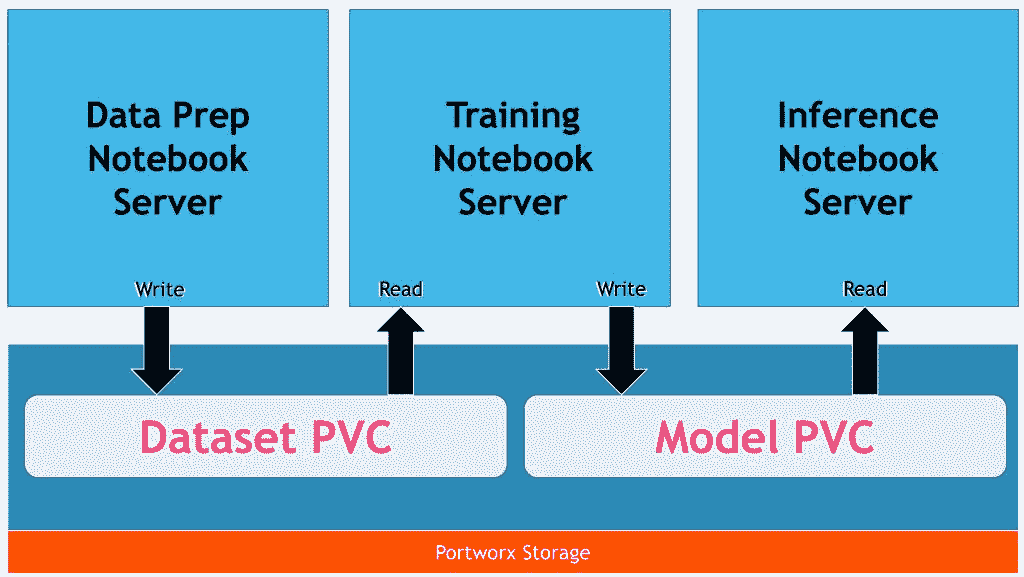 Data Prep
Notebook
Server
Training
Notebook
Server
Inference
Notebook
Server
Write
Read
Write
Read
Dataset PVC
Model PVC
Portworx Storage